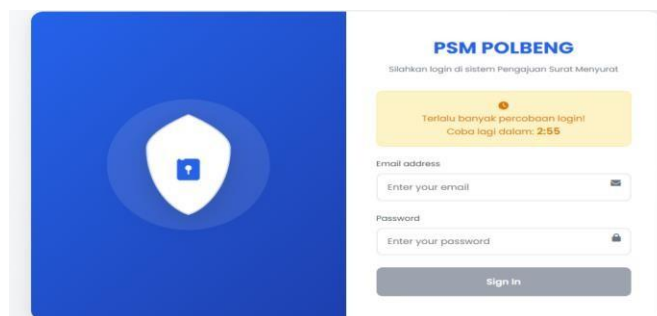 PSM POLBENG
Silahkan login di sistem Pengajuan Surat Menyurat
Terlalu banyak percobaan login!
Coba lagi dalam: 2:55
Email address
Enter your email
Password
Enter your password
Sign In